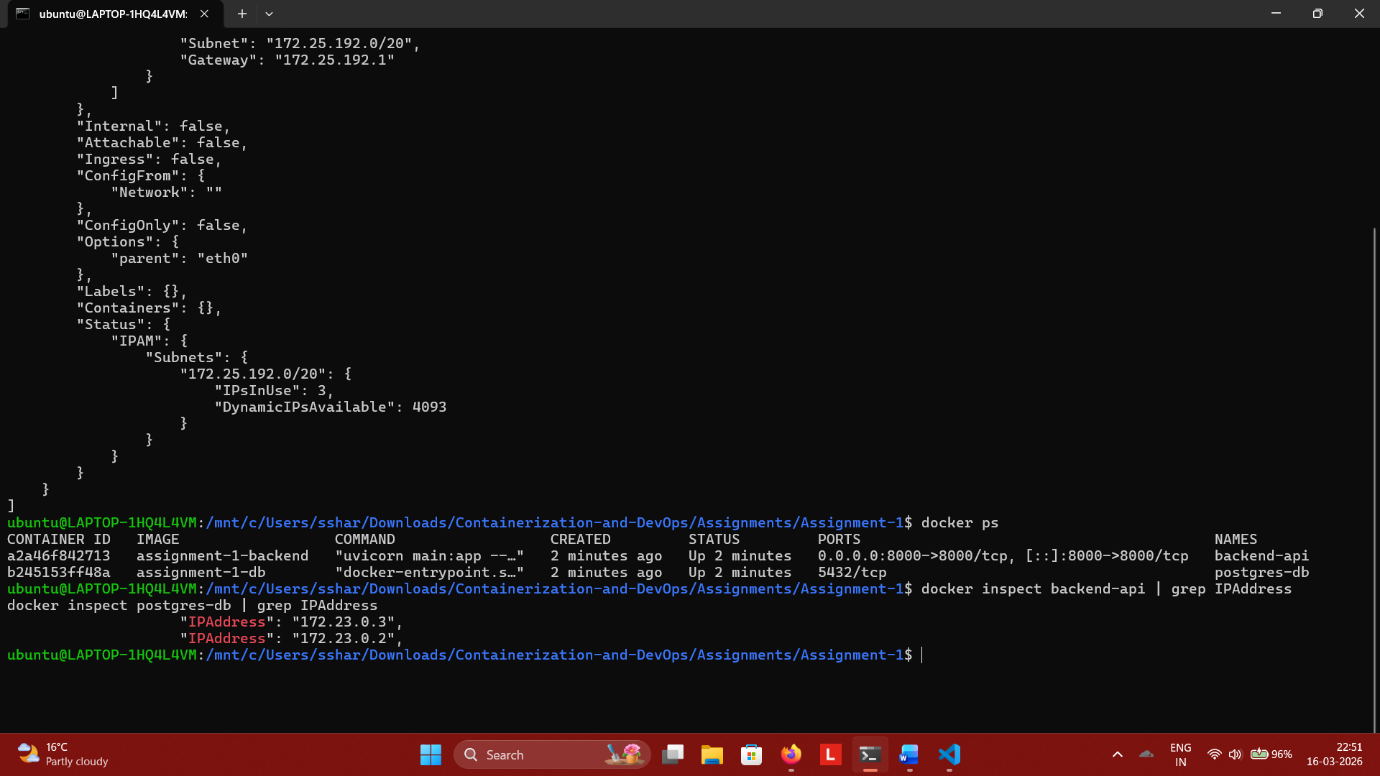 ubuntu@LAPTOP-1HQ4L4VM:
"Subnet": "172.25.192.0/20",
"Gateway": "172.25.192.1"
}
]
},
"Internal": false,
"Attachable": false,
"Ingress": false,
"ConfigFrom": {
"Network": ""
},
"ConfigOnly": false,
"Options": {
"parent": "eth0"
},
"Labels": {},
"Containers": {},
"Status": {
"IPAM": {
"Subnets": {
"172.25.192.0/20": {
"IPsInUse": 3,
"DynamicIPsAvailable": 4093
}
}
}
}
}
]
ubuntu@LAPTOP-1HQ4L4VM:/mnt/c/Users/sshar/Downloads/Containerization-and-DevOps/Assignments/Assignment-1$ docker ps
CONTAINER ID IMAGE COMMAND CREATED STATUS PORTS NAMES
a2a46f842713 assignment-1-backend "uvicorn main:app --…" 2 minutes ago Up 2 minutes 0.0.0.0:8000->8000/tcp, [::]:8000->8000/tcp backend-api
b245153ff48a assignment-1-db "docker-entrypoint.s…" 2 minutes ago Up 2 minutes 5432/tcp postgres-db
ubuntu@LAPTOP-1HQ4L4VM:/mnt/c/Users/sshar/Downloads/Containerization-and-DevOps/Assignments/Assignment-1$ docker inspect backend-api | grep IPAddress
docker inspect postgres-db | grep IPAddress
"IPAddress": "172.23.0.3",
"IPAddress": "172.23.0.2",
ubuntu@LAPTOP-1HQ4L4VM:/mnt/c/Users/sshar/Downloads/Containerization-and-DevOps/Assignments/Assignment-1$
16°C
Partly cloudy
Search
L
ENG
IN
96%
22:51
16-03-2026